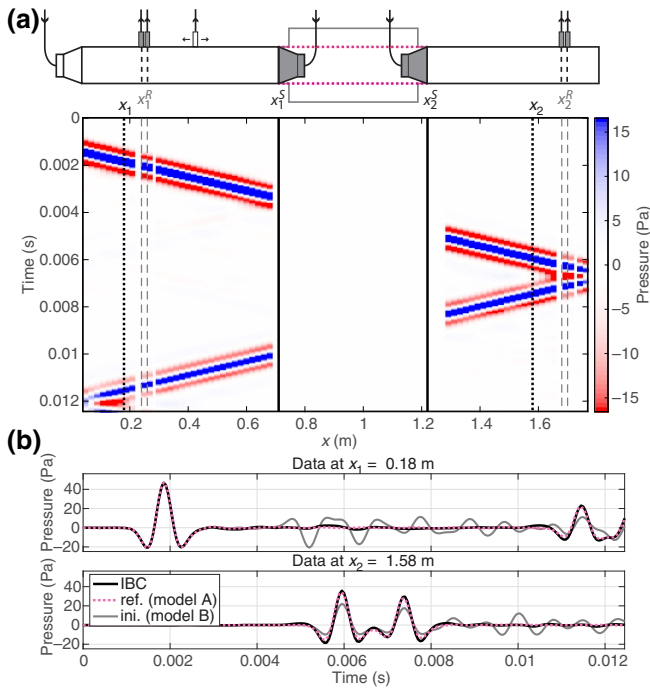 (a)
x₁ x₁ᴿ x₁ˢ x₂ˢ x₂ x₂ᴿ
0
0.002
0.004
0.006
0.008
0.01
0.012
Time (s)
0.2 0.4 0.6 0.8 1 1.2 1.4 1.6
x (m)
15
10
5
0
−5
−10
−15
Pressure (Pa)
(b)
Data at x₁ = 0.18 m
Pressure (Pa)
40
20
0
−20
Data at x₂ = 1.58 m
Pressure (Pa)
40
20
0
−20
IBC
ref. (model A)
ini. (model B)
0 0.002 0.004 0.006 0.008 0.01 0.012
Time (s)